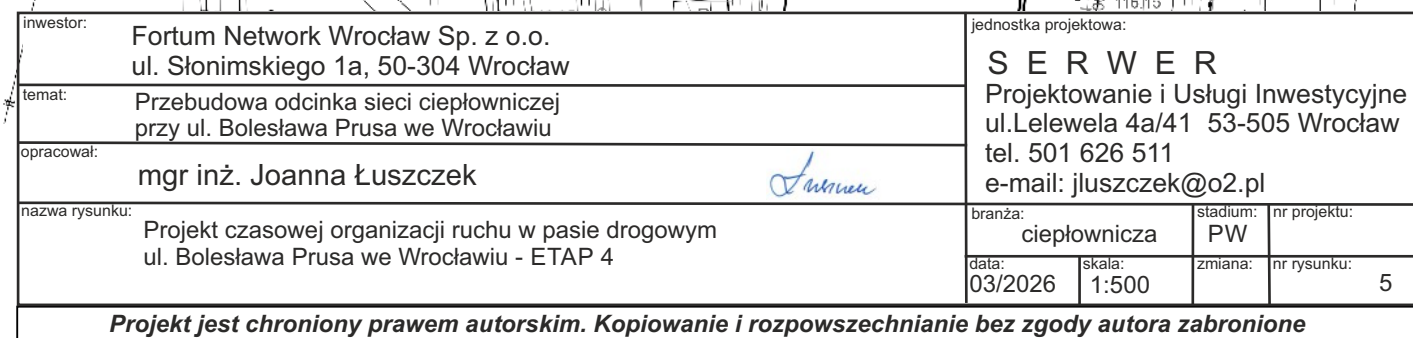 116.15
inwestor:
Fortum Network Wrocław Sp. z o.o.
ul. Słonimskiego 1a, 50-304 Wrocław
temat:
Przebudowa odcinka sieci ciepłowniczej
przy ul. Bolesława Prusa we Wrocławiu
opracował:
mgr inż. Joanna Łuszczek
nazwa rysunku:
Projekt czasowej organizacji ruchu w pasie drogowym
ul. Bolesława Prusa we Wrocławiu - ETAP 4
jednostka projektowa:
S E R W E R
Projektowanie i Usługi Inwestycyjne
ul.Lelewela 4a/41 53-505 Wrocław
tel. 501 626 511
e-mail: jluszczek@o2.pl
branża: stadium: nr projektu:
ciepłownicza PW
data: skala: zmiana: nr rysunku:
03/2026 1:500 5
Projekt jest chroniony prawem autorskim. Kopiowanie i rozpowszechnianie bez zgody autora zabronione